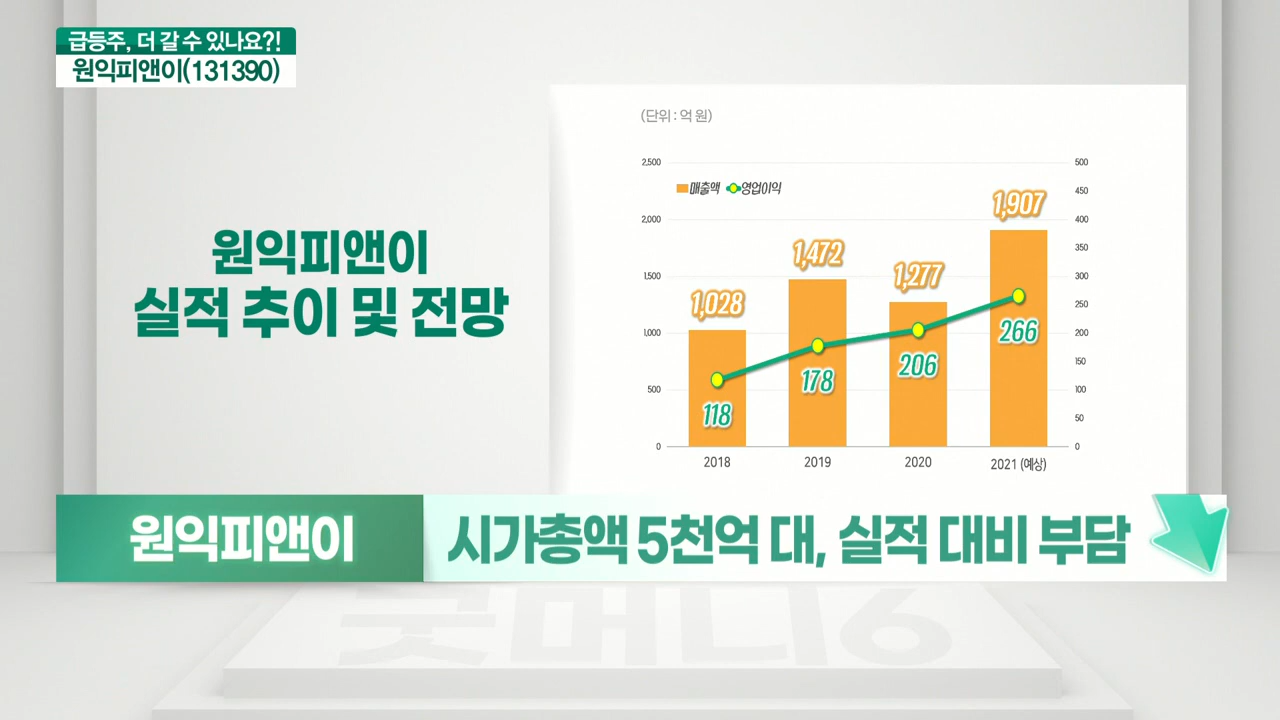 급등주, 더 갈 수 있나요?!
원익피앤이(131390)
원익피앤이
실적 추이 및 전망
(단위 : 억 원)
매출액 영업이익
2,500
2,000
1,500
1,000
500
0
500
450
400
350
300
250
200
150
100
50
0
1,028
1,472
1,277
1,907
118
178
206
266
2018 2019 2020 2021 (예상)
원익피앤이
시가총액 5천억 대, 실적 대비 부담
굿머니6